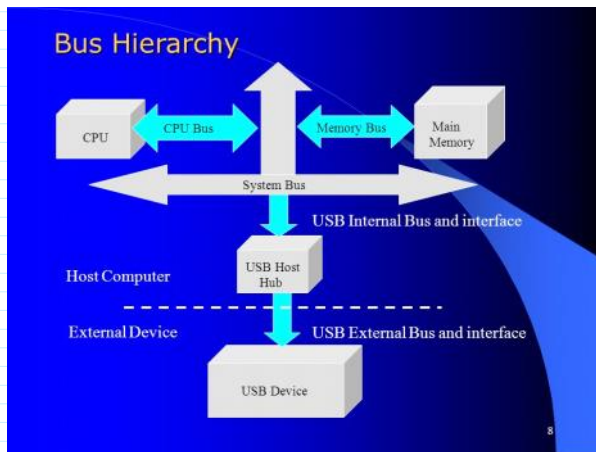 Bus Hierarchy
CPU
CPU Bus
Memory Bus
Main
Memory
System Bus
USB Internal Bus and interface
USB Host
Hub
Host Computer
External Device
USB External Bus and interface
USB Device
8